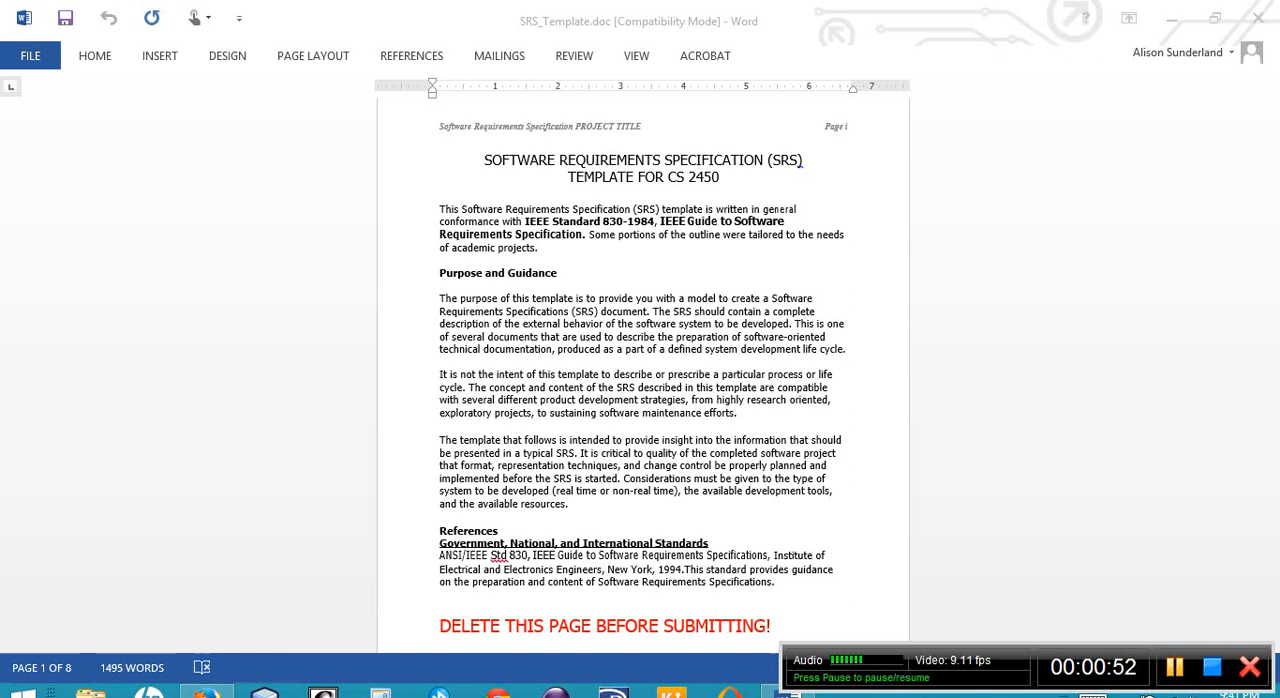 SRS_Template.doc [Compatibility Mode] - Word
?
FILE HOME INSERT DESIGN PAGE LAYOUT REFERENCES MAILINGS REVIEW VIEW ACROBAT Alison Sunderland
1 2 3 4 5 6 7
Software Requirements Specification PROJECT TITLE Page i
SOFTWARE REQUIREMENTS SPECIFICATION (SRS)
TEMPLATE FOR CS 2450
This Software Requirements Specification (SRS) template is written in general
conformance with IEEE Standard 830-1984, IEEE Guide to Software
Requirements Specification. Some portions of the outline were tailored to the needs
of academic projects.
Purpose and Guidance
The purpose of this template is to provide you with a model to create a Software
Requirements Specifications (SRS) document. The SRS should contain a complete
description of the external behavior of the software system to be developed. This is one
of several documents that are used to describe the preparation of software-oriented
technical documentation, produced as a part of a defined system development life cycle.
It is not the intent of this template to describe or prescribe a particular process or life
cycle. The concept and content of the SRS described in this template are compatible
with several different product development strategies, from highly research oriented,
exploratory projects, to sustaining software maintenance efforts.
The template that follows is intended to provide insight into the information that should
be presented in a typical SRS. It is critical to quality of the completed software project
that format, representation techniques, and change control be properly planned and
implemented before the SRS is started. Considerations must be given to the type of
system to be developed (real time or non-real time), the available development tools,
and the available resources.
References
Government, National, and International Standards
ANSI/IEEE Std 830, IEEE Guide to Software Requirements Specifications, Institute of
Electrical and Electronics Engineers, New York, 1994.This standard provides guidance
on the preparation and content of Software Requirements Specifications.
DELETE THIS PAGE BEFORE SUBMITTING!
PAGE 1 OF 8 1495 WORDS
Audio Video: 9.11 fps 00:00:52
Press Pause to pause/resume
9:41 PM